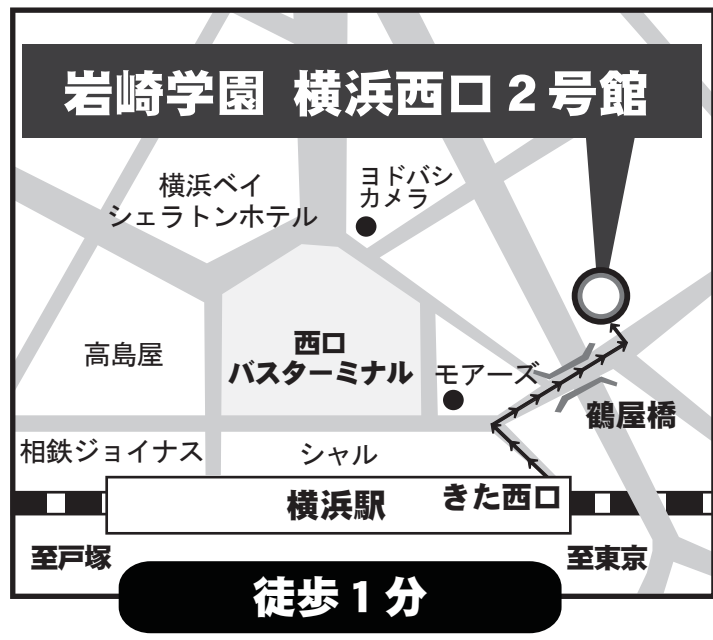 岩崎学園 横浜西口2号館
横浜ベイ
シェラトンホテル
ヨドバシ
カメラ
高島屋
西口
バスターミナル
モアーズ
鶴屋橋
相鉄ジョイナス
シャル
横浜駅
きた西口
至戸塚
至東京
徒歩1分